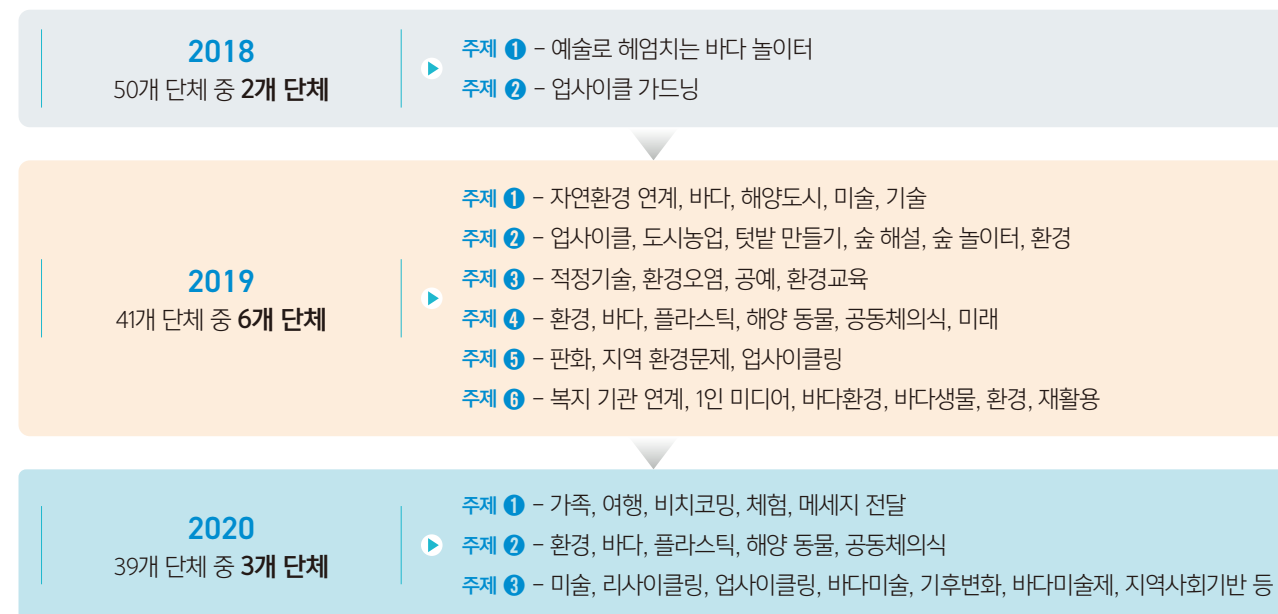 2018
50개 단체 중 2개 단체
주제 ❶ – 예술로 헤엄치는 바다 놀이터
주제 ❷ – 업사이클 가드닝
2019
41개 단체 중 6개 단체
주제 ❶ – 자연환경 연계, 바다, 해양도시, 미술, 기술
주제 ❷ – 업사이클, 도시농업, 텃밭 만들기, 숲 해설, 숲 놀이터, 환경
주제 ❸ – 적정기술, 환경오염, 공예, 환경교육
주제 ❹ – 환경, 바다, 플라스틱, 해양 동물, 공동체의식, 미래
주제 ❺ – 판화, 지역 환경문제, 업사이클링
주제 ❻ – 복지 기관 연계, 1인 미디어, 바다환경, 바다생물, 환경, 재활용
2020
39개 단체 중 3개 단체
주제 ❶ – 가족, 여행, 비치코밍, 체험, 메세지 전달
주제 ❷ – 환경, 바다, 플라스틱, 해양 동물, 공동체의식
주제 ❸ – 미술, 리사이클링, 업사이클링, 바다미술, 기후변화, 바다미술제, 지역사회기반 등